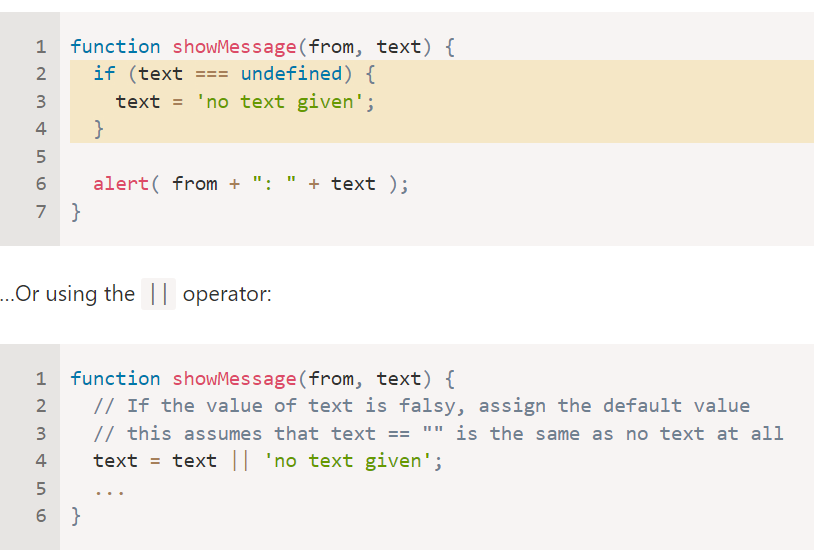 1 function showMessage(from, text) {
2   if (text === undefined) {
3     text = 'no text given';
4   }
5
6   alert( from + ": " + text );
7 }
...Or using the || operator:
1 function showMessage(from, text) {
2   // If the value of text is falsy, assign the default value
3   // this assumes that text == "" is the same as no text at all
4   text = text || 'no text given';
5   ...
6 }